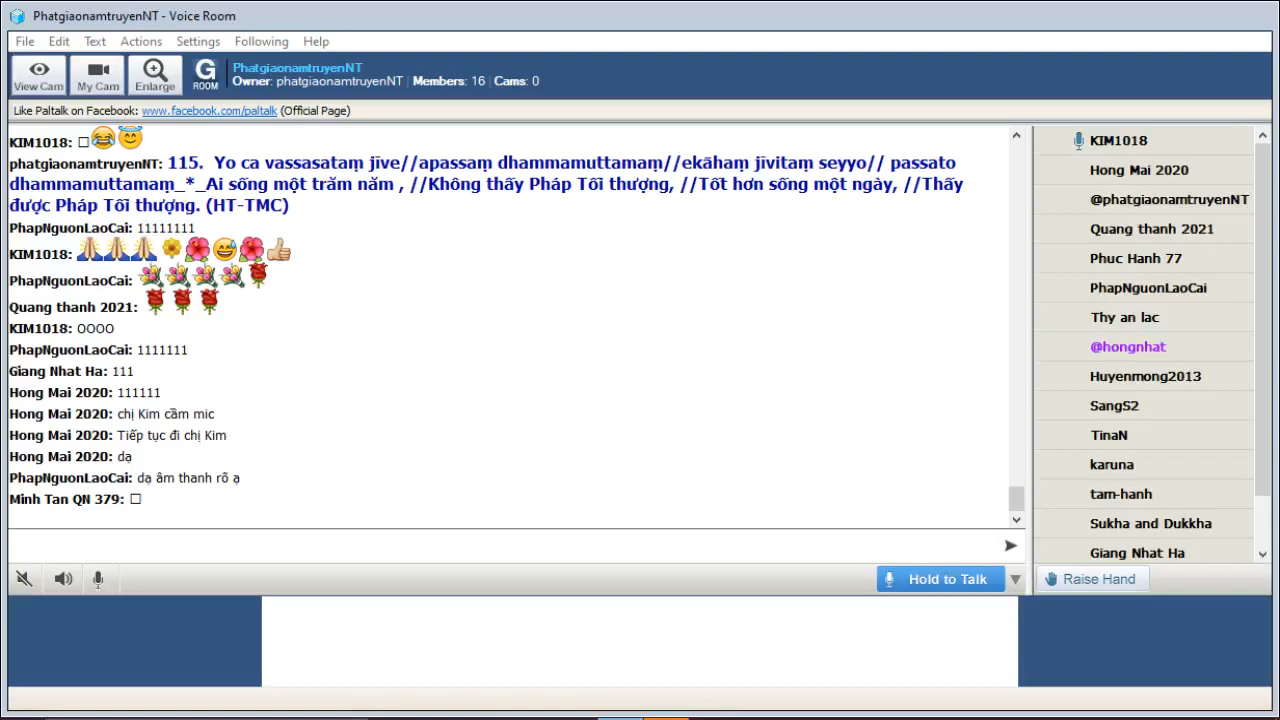 PhatgiaonamtruyenNT - Voice Room
File Edit Text Actions Settings Following Help
View Cam My Cam Enlarge G ROOM
PhatgiaonamtruyenNT
Owner: phatgiaonamtruyenNT | Members: 16 | Cams: 0
Like Paltalk on Facebook: www.facebook.com/paltalk (Official Page)
KIM1018: □😂😇
phatgiaonamtruyenNT: 115. Yo ca vassasataṃ jīve//apassaṃ dhammamuttamaṃ//ekāhaṃ jīvitaṃ seyyo// passato
dhammamuttamaṃ_*_Ai sống một trăm năm , //Không thấy Pháp Tối thượng, //Tốt hơn sống một ngày, //Thấy
được Pháp Tối thượng. (HT-TMC)
PhapNguonLaoCai: 11111111
KIM1018: 🙏🙏🙏🌻🌺😅🌺👍
PhapNguonLaoCai: 💐💐💐💐🌹
Quang thanh 2021: 🌹🌹🌹
KIM1018: OOOO
PhapNguonLaoCai: 1111111
Giang Nhat Ha: 111
Hong Mai 2020: 111111
Hong Mai 2020: chị Kim cầm mic
Hong Mai 2020: Tiếp tục đi chị Kim
Hong Mai 2020: dạ
PhapNguonLaoCai: dạ âm thanh rõ ạ
Minh Tan QN 379: □
Hold to Talk
KIM1018
Hong Mai 2020
@phatgiaonamtruyenNT
Quang thanh 2021
Phuc Hanh 77
PhapNguonLaoCai
Thy an lac
@hongnhat
Huyenmong2013
SangS2
TinaN
karuna
tam-hanh
Sukha and Dukkha
Giang Nhat Ha
Raise Hand